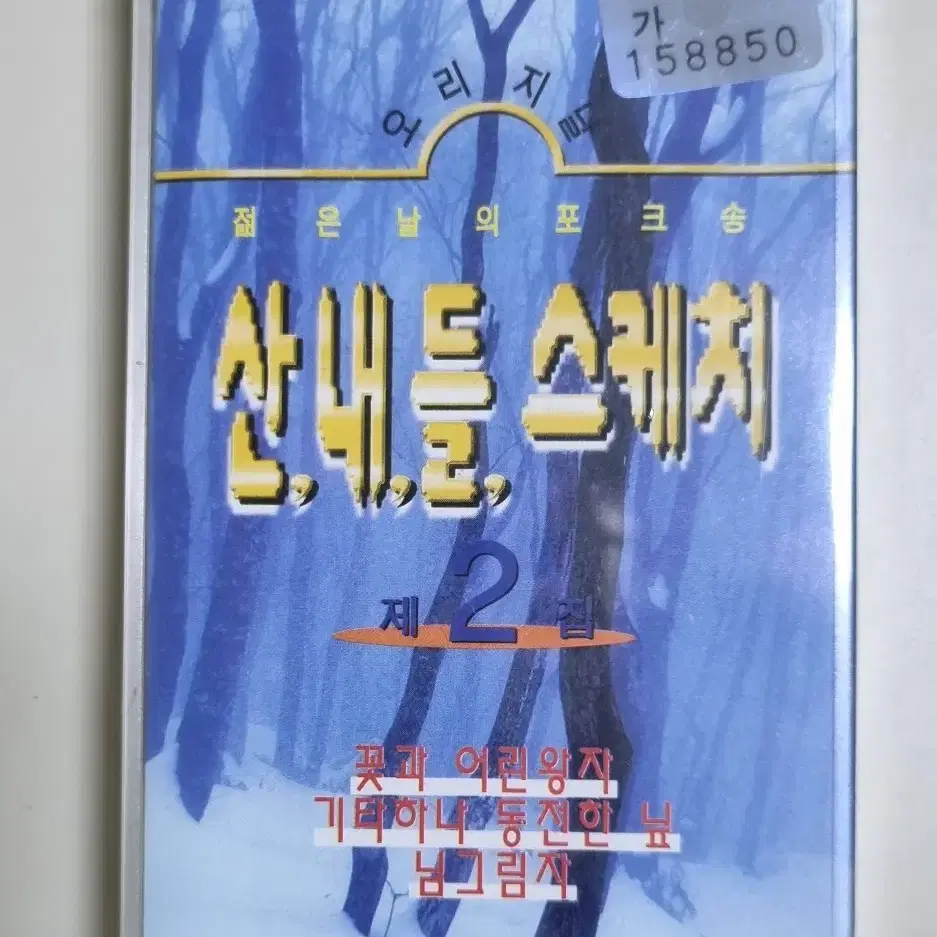 가
158850
어리지날
젊은날의포크송
산,내,들,스케치
제2집
꽃과 어린왕자
기타하나 동전한 닢
님그림자